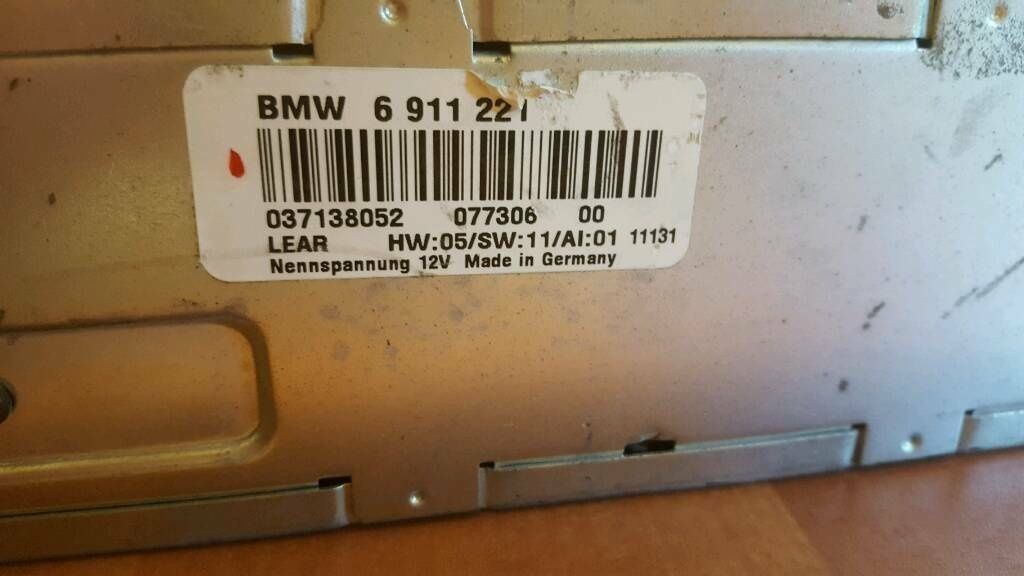 BMW 6 911 221
037138052 077306 00
LEAR HW:05/SW:11/AI:01 11131
Nennspannung 12V Made in Germany